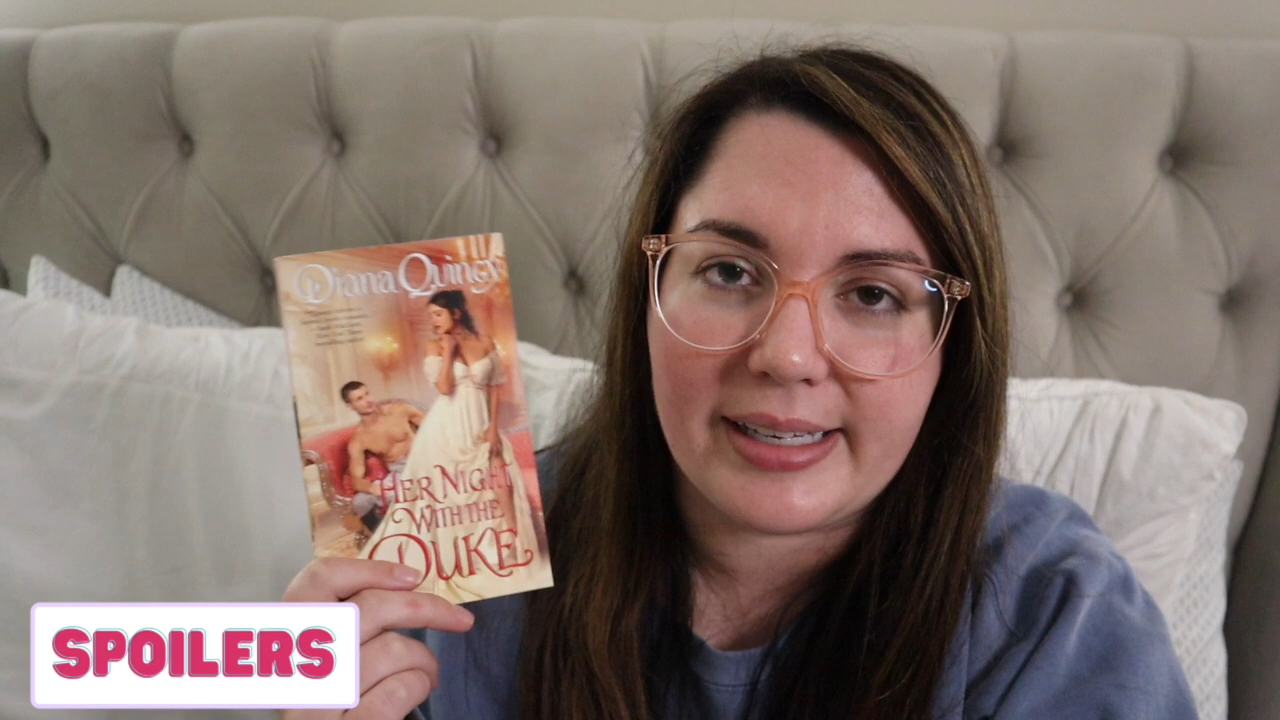 Diana Quincy
HER NIGHT
WITH THE
DUKE
SPOILERS